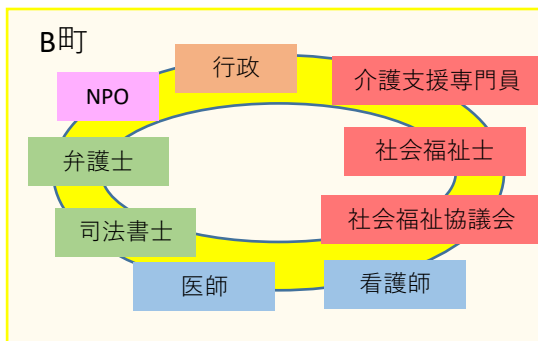 B町
行政
介護支援専門員
NPO
社会福祉士
弁護士
社会福祉協議会
司法書士
医師
看護師